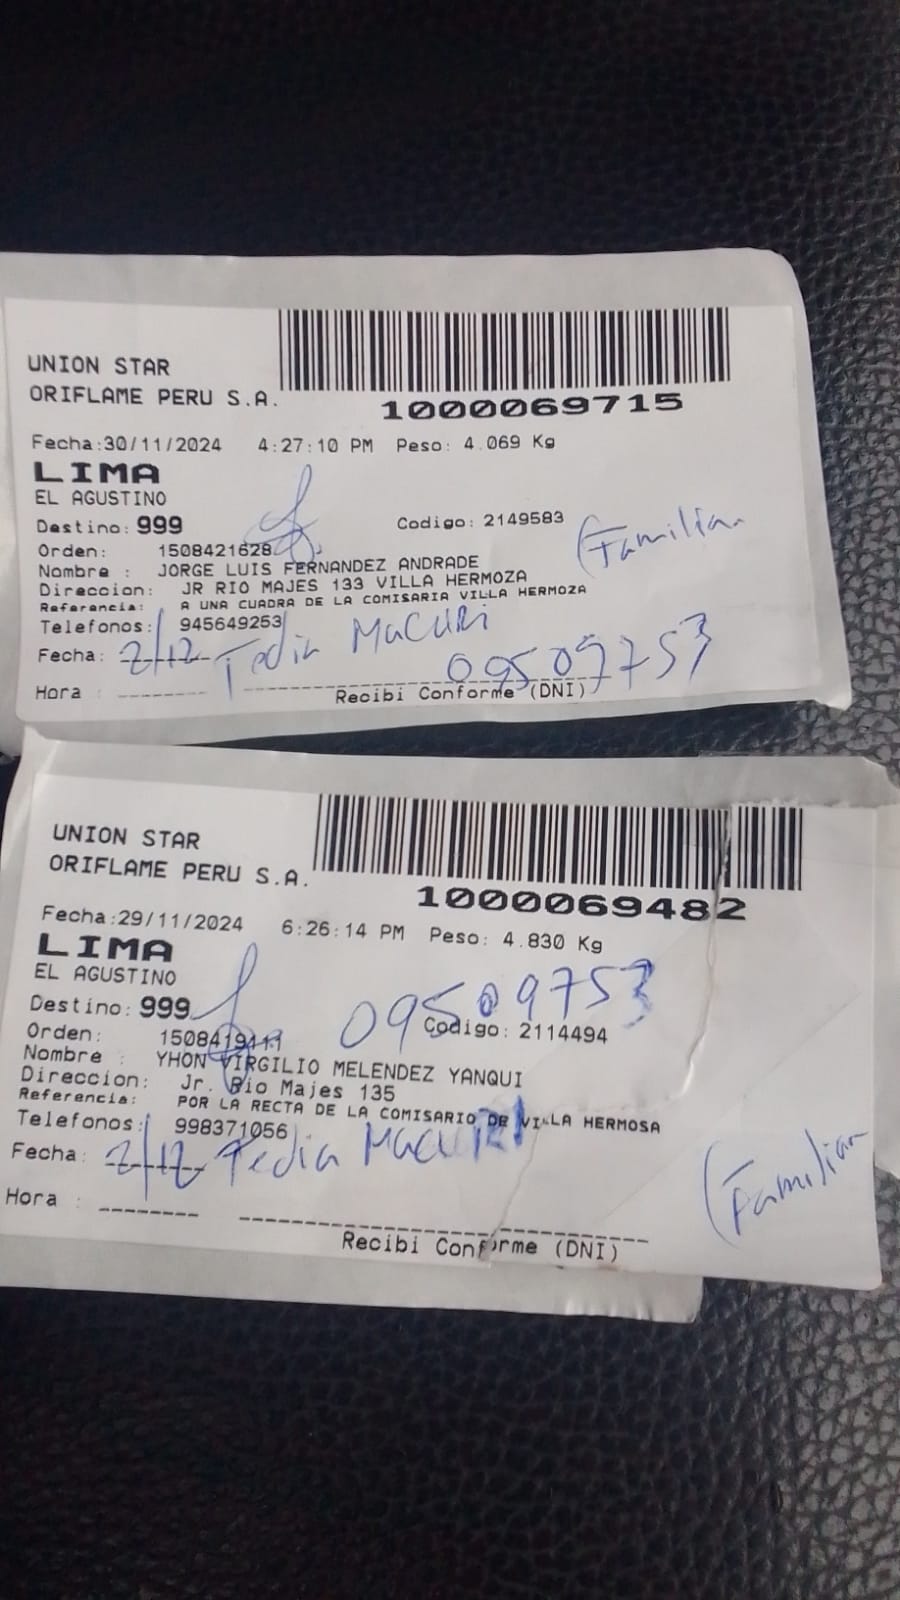 UNION STAR
ORIFLAME PERU S.A.
1000069715
Fecha:30/11/2024 4:27:10 PM Peso: 4.069 Kg
LIMA
EL AGUSTINO
Destino: 999 Codigo: 2149583
(Familiar
Orden: 1508421628
Nombre : JORGE LUIS FERNANDEZ ANDRADE
Direccion: JR RIO MAJES 133 VILLA HERMOZA
Referencia: A UNA CUADRA DE LA COMISARIA VILLA HERMOZA
Telefonos: 945649253
Fecha: 2/12 Tedia Macuri
09509753
Hora :
Recibi Conforme (DNI)
UNION STAR
ORIFLAME PERU S.A.
1000069482
Fecha:29/11/2024 6:26:14 PM Peso: 4.830 Kg
LIMA
EL AGUSTINO
09509753
Destino: 999 Codigo: 2114494
Orden:
Nombre : YHON VIRGILIO MELENDEZ YANQUI
Direccion: Jr. Rio Majes 135
Referencia: POR LA RECTA DE LA COMISARIO DE VILLA HERMOSA
Telefonos: 998371056
Fecha: 2/12 Tedia Macuri
(Familiar
Hora :
Recibi Conforme (DNI)